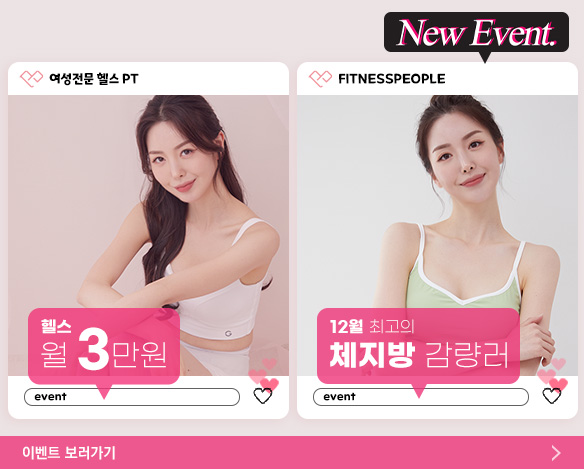 New Event.
여성전문 헬스 PT
FITNESSPEOPLE
헬스
월 3만원
12월 최고의
체지방 감량러
event
event
이벤트 보러가기